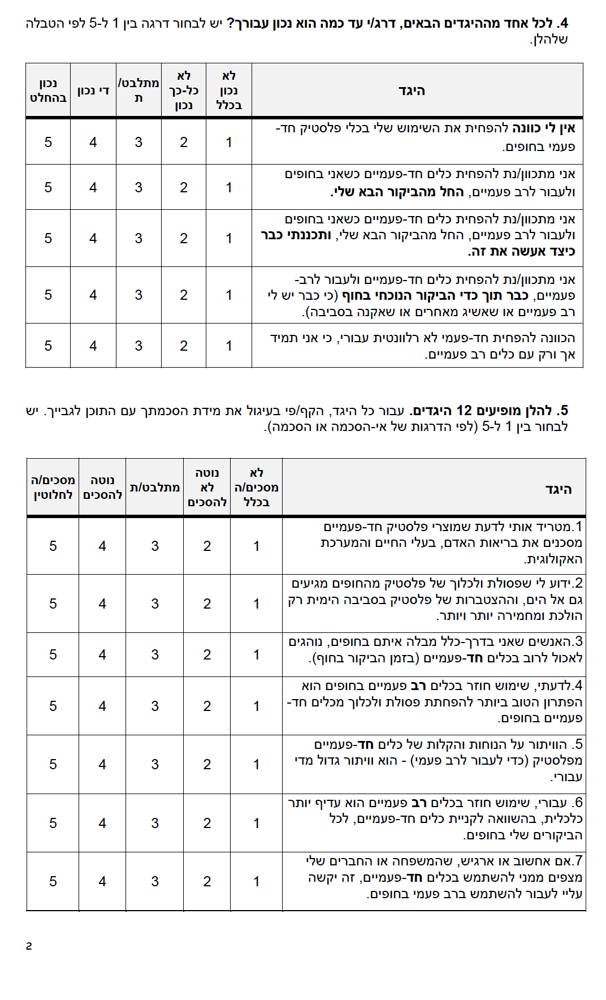 4. לכל אחד מההיגדים הבאים, דרג/י עד כמה הוא נכון עבורך? יש לבחור דרגה בין 1 ל-5 לפי הטבלה
שלהלן.
היגד | לא נכון בכלל | לא כל-כך נכון | מתלבט/ת | די נכון | נכון בהחלט
אין לי כוונה להפחית את השימוש שלי בכלי פלסטיק חד-
פעמי בחופים.
1 2 3 4 5
אני מתכוון/נת להפחית כלים חד-פעמיים כשאני בחופים
ולעבור לרב פעמיים, החל מהביקור הבא שלי.
1 2 3 4 5
אני מתכוון/נת להפחית כלים חד-פעמיים כשאני בחופים
ולעבור לרב פעמיים, החל מהביקור הבא שלי, ותכננתי כבר
כיצד אעשה את זה.
1 2 3 4 5
אני מתכוון/נת להפחית כלים חד-פעמיים ולעבור לרב-
פעמיים, כבר תוך כדי הביקור הנוכחי בחוף (כי כבר יש לי
רב פעמיים או שאשיג מאחרים או שאקנה בסביבה).
1 2 3 4 5
הכוונה להפחית חד-פעמי לא רלוונטית עבורי, כי אני תמיד
אך ורק עם כלים רב פעמיים.
1 2 3 4 5
5. להלן מופיעים 12 היגדים. עבור כל היגד, הקף/פי בעיגול את מידת הסכמתך עם התוכן לגבייך. יש
לבחור בין 1 ל-5 (לפי הדרגות של אי-הסכמה או הסכמה).
היגד | לא מסכים/ה בכלל | נוטה לא להסכים | מתלבט/ת | נוטה להסכים | מסכים/ה לחלוטין
1.מטריד אותי לדעת שמוצרי פלסטיק חד-פעמיים
מסכנים את בריאות האדם, בעלי החיים והמערכת
האקולוגית.
1 2 3 4 5
2.ידוע לי שפסולת ולכלוך של פלסטיק מהחופים מגיעים
גם אל הים, וההצטברות של פלסטיק בסביבה הימית רק
הולכת ומחמירה יותר ויותר.
1 2 3 4 5
3.האנשים שאני בדרך-כלל מבלה איתם בחופים, נוהגים
לאכול לרוב בכלים חד-פעמיים (בזמן הביקור בחוף).
1 2 3 4 5
4.לדעתי, שימוש חוזר בכלים רב פעמיים בחופים הוא
הפתרון הטוב ביותר להפחתת פסולת ולכלוך מכלים חד-
פעמיים בחופים.
1 2 3 4 5
5. הוויתור על הנוחות והקלות של כלים חד-פעמיים
מפלסטיק (כדי לעבור לרב פעמי) - הוא וויתור גדול מדי
עבורי.
1 2 3 4 5
6. עבורי, שימוש חוזר בכלים רב פעמיים הוא עדיף יותר
כלכלית, בהשוואה לקניית כלים חד-פעמיים, לכל
הביקורים שלי בחופים.
1 2 3 4 5
7.אם אחשוב או ארגיש, שהמשפחה או החברים שלי
מצפים ממני להשתמש בכלים חד-פעמיים, זה יקשה
עליי לעבור להשתמש ברב פעמי בחופים.
1 2 3 4 5
2